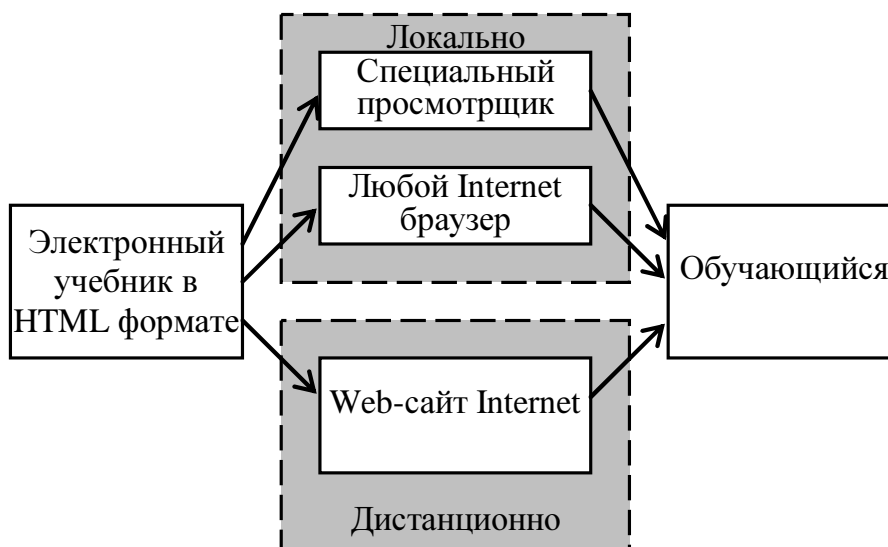 Локально
Специальный
просмотрщик
Любой Internet
браузер
Электронный
учебник в
HTML формате
Обучающийся
Web-сайт Internet
Дистанционно